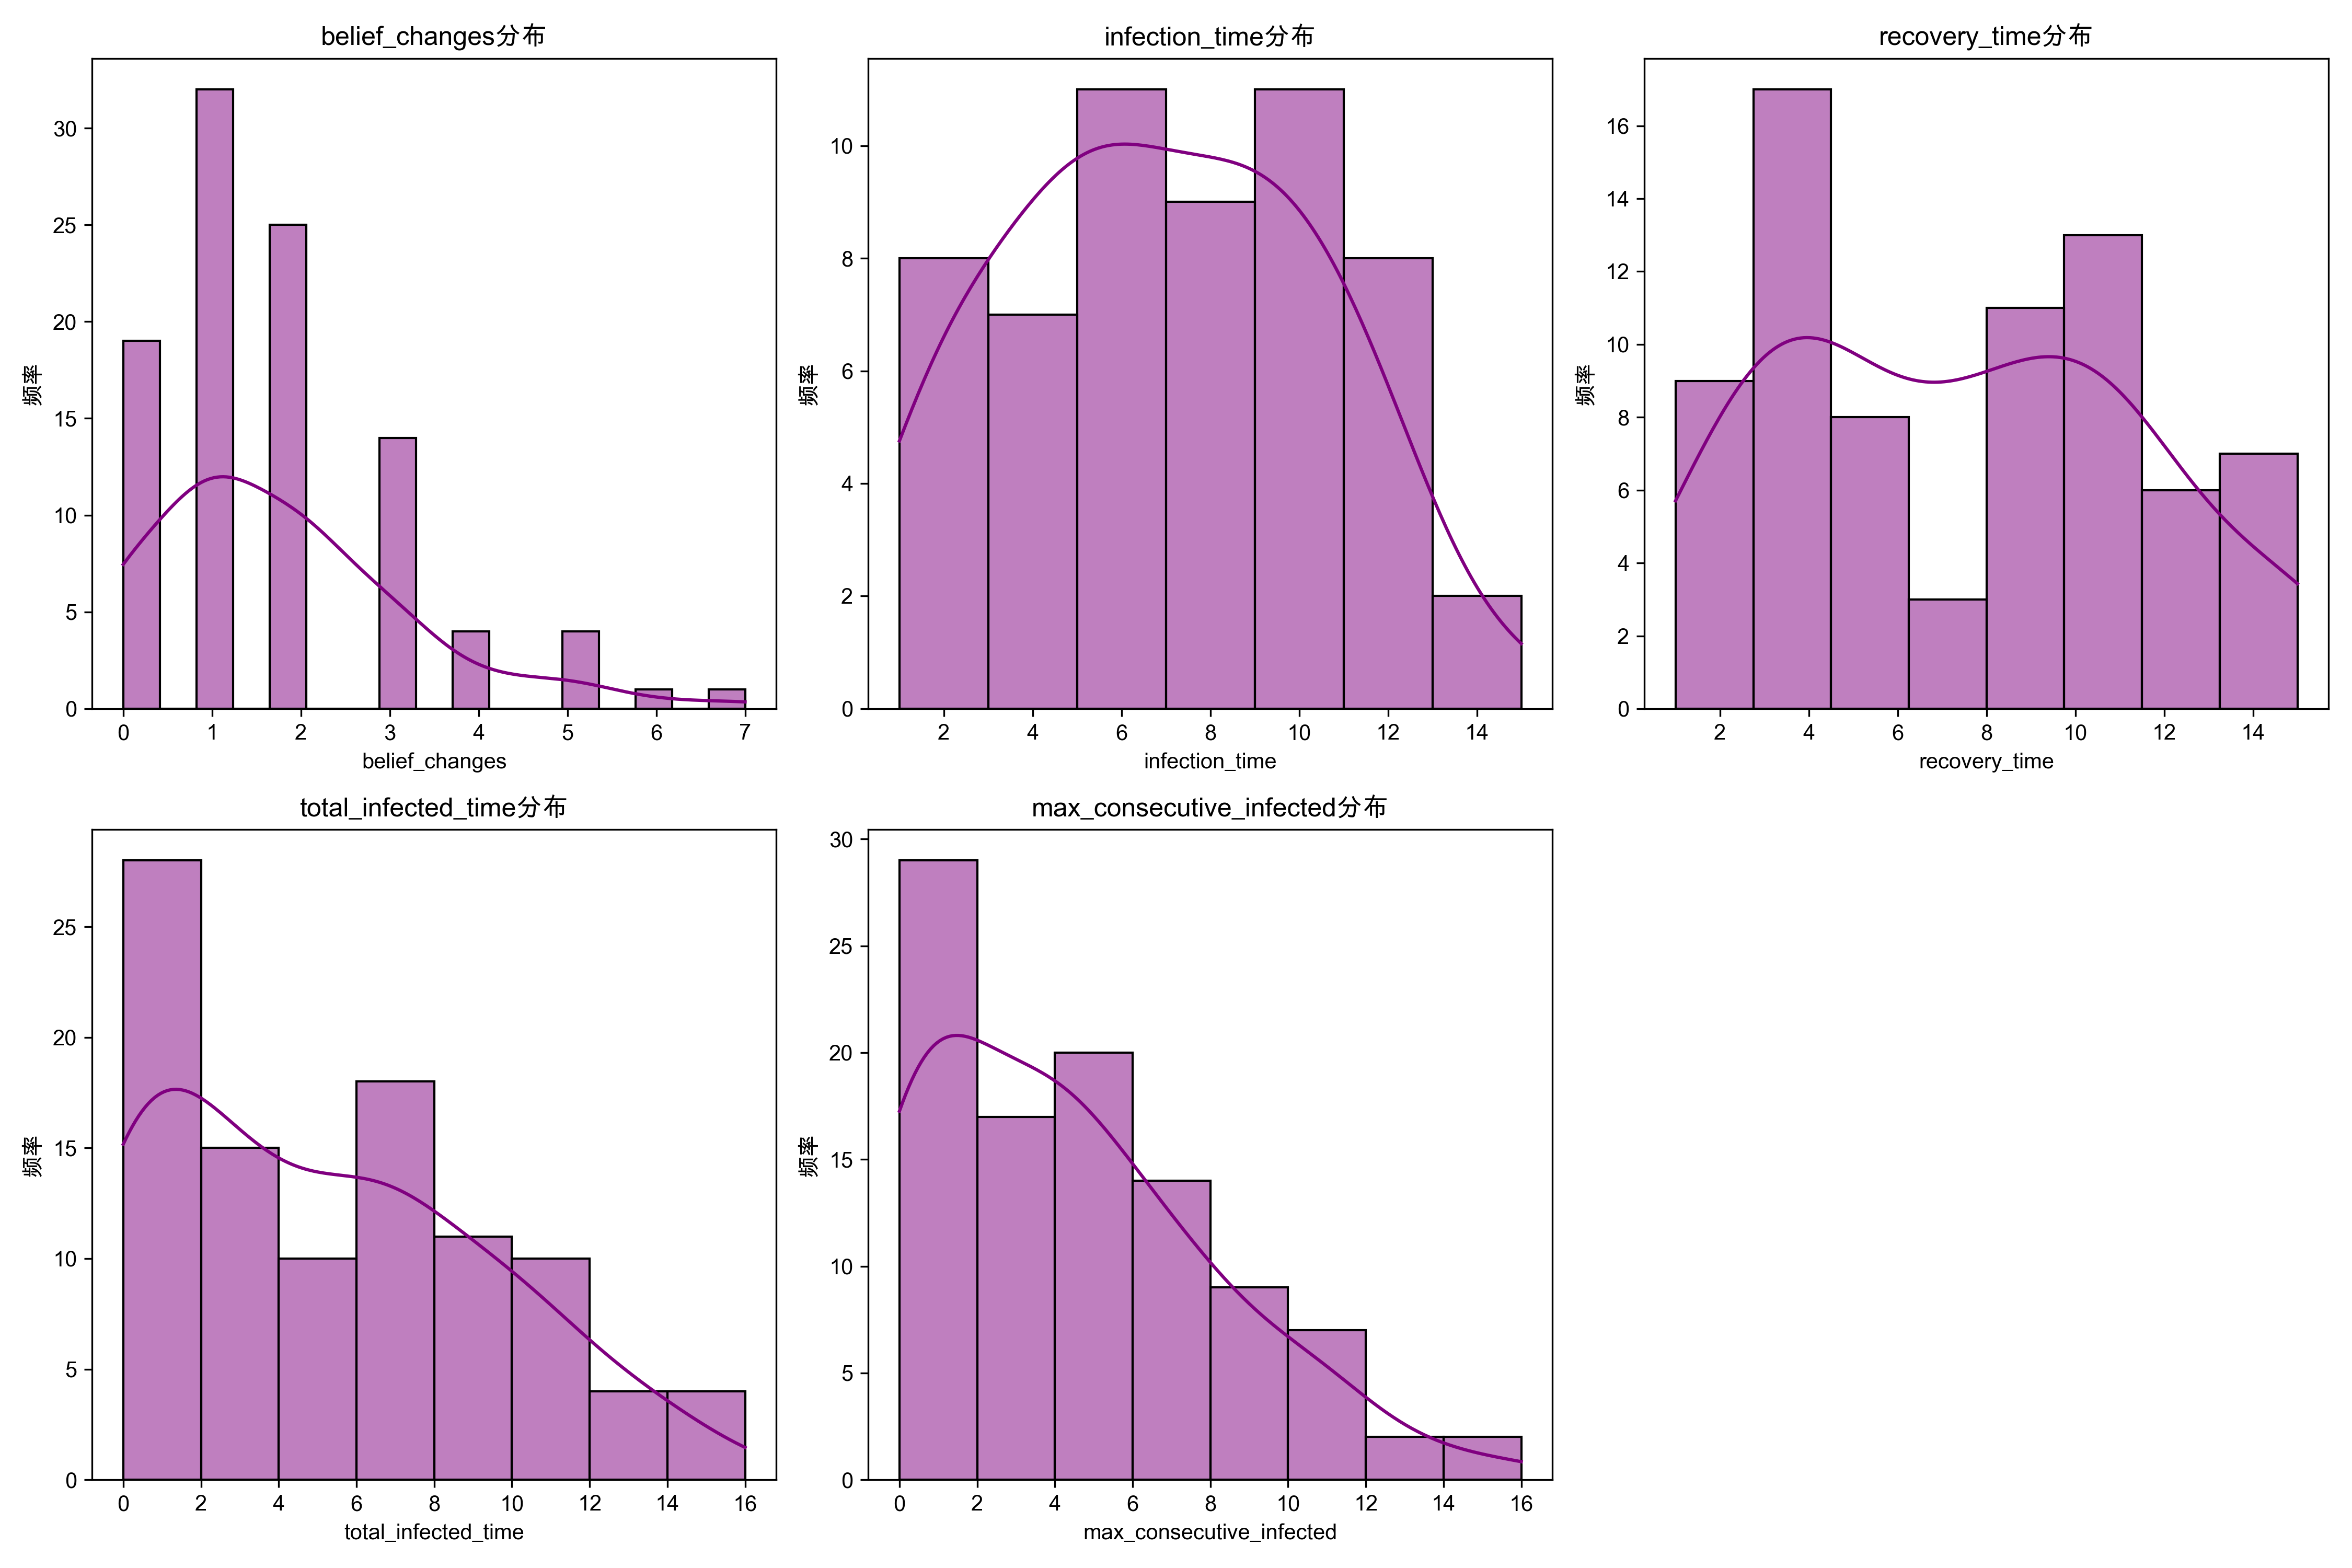 belief_changes分布
30
25
20
15
10
5
0
频率
0 1 2 3 4 5 6 7
belief_changes
infection_time分布
10
8
6
4
2
0
频率
2 4 6 8 10 12 14
infection_time
recovery_time分布
16
14
12
10
8
6
4
2
0
频率
2 4 6 8 10 12 14
recovery_time
total_infected_time分布
25
20
15
10
5
0
频率
0 2 4 6 8 10 12 14 16
total_infected_time
max_consecutive_infected分布
30
25
20
15
10
5
0
频率
0 2 4 6 8 10 12 14 16
max_consecutive_infected